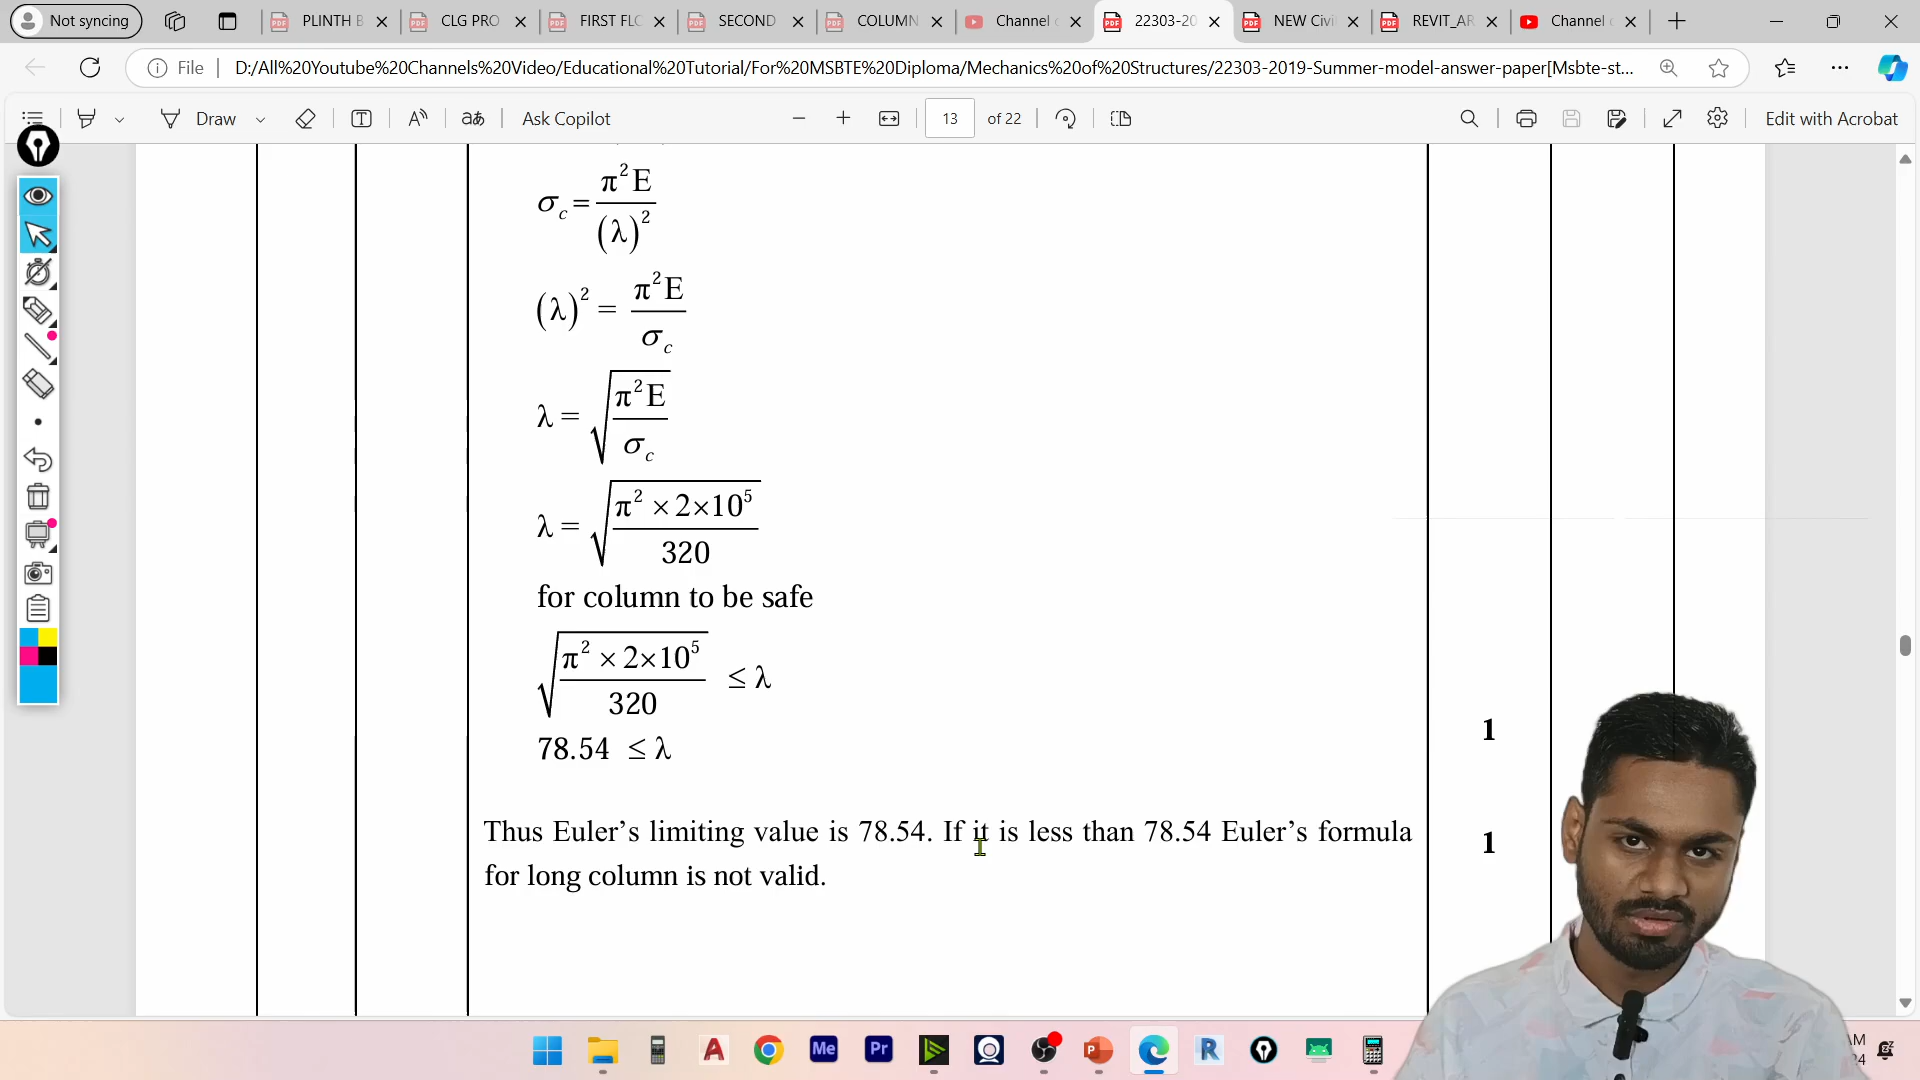 Not syncing
PLINTH B
CLG PRO
FIRST FLC
SECOND
COLUMN
Channel
22303-20
NEW Civi
REVIT_AR
Channel
File
D:/All%20Youtube%20Channels%20Video/Educational%20Tutorial/For%20MSBTE%20Diploma/Mechanics%20of%20Structures/22303-2019-Summer-model-answer-paper[Msbte-st...
Draw
aあ
Ask Copilot
13 of 22
Edit with Acrobat
σc = π²E / (λ)²
(λ)² = π²E / σc
λ = √(π²E / σc)
λ = √(π² × 2×10⁵ / 320)
for column to be safe
√(π² × 2×10⁵ / 320) ≤ λ
78.54 ≤ λ
1
Thus Euler's limiting value is 78.54. If it is less than 78.54 Euler's formula
1
for long column is not valid.
A
Me
Pr
P
R